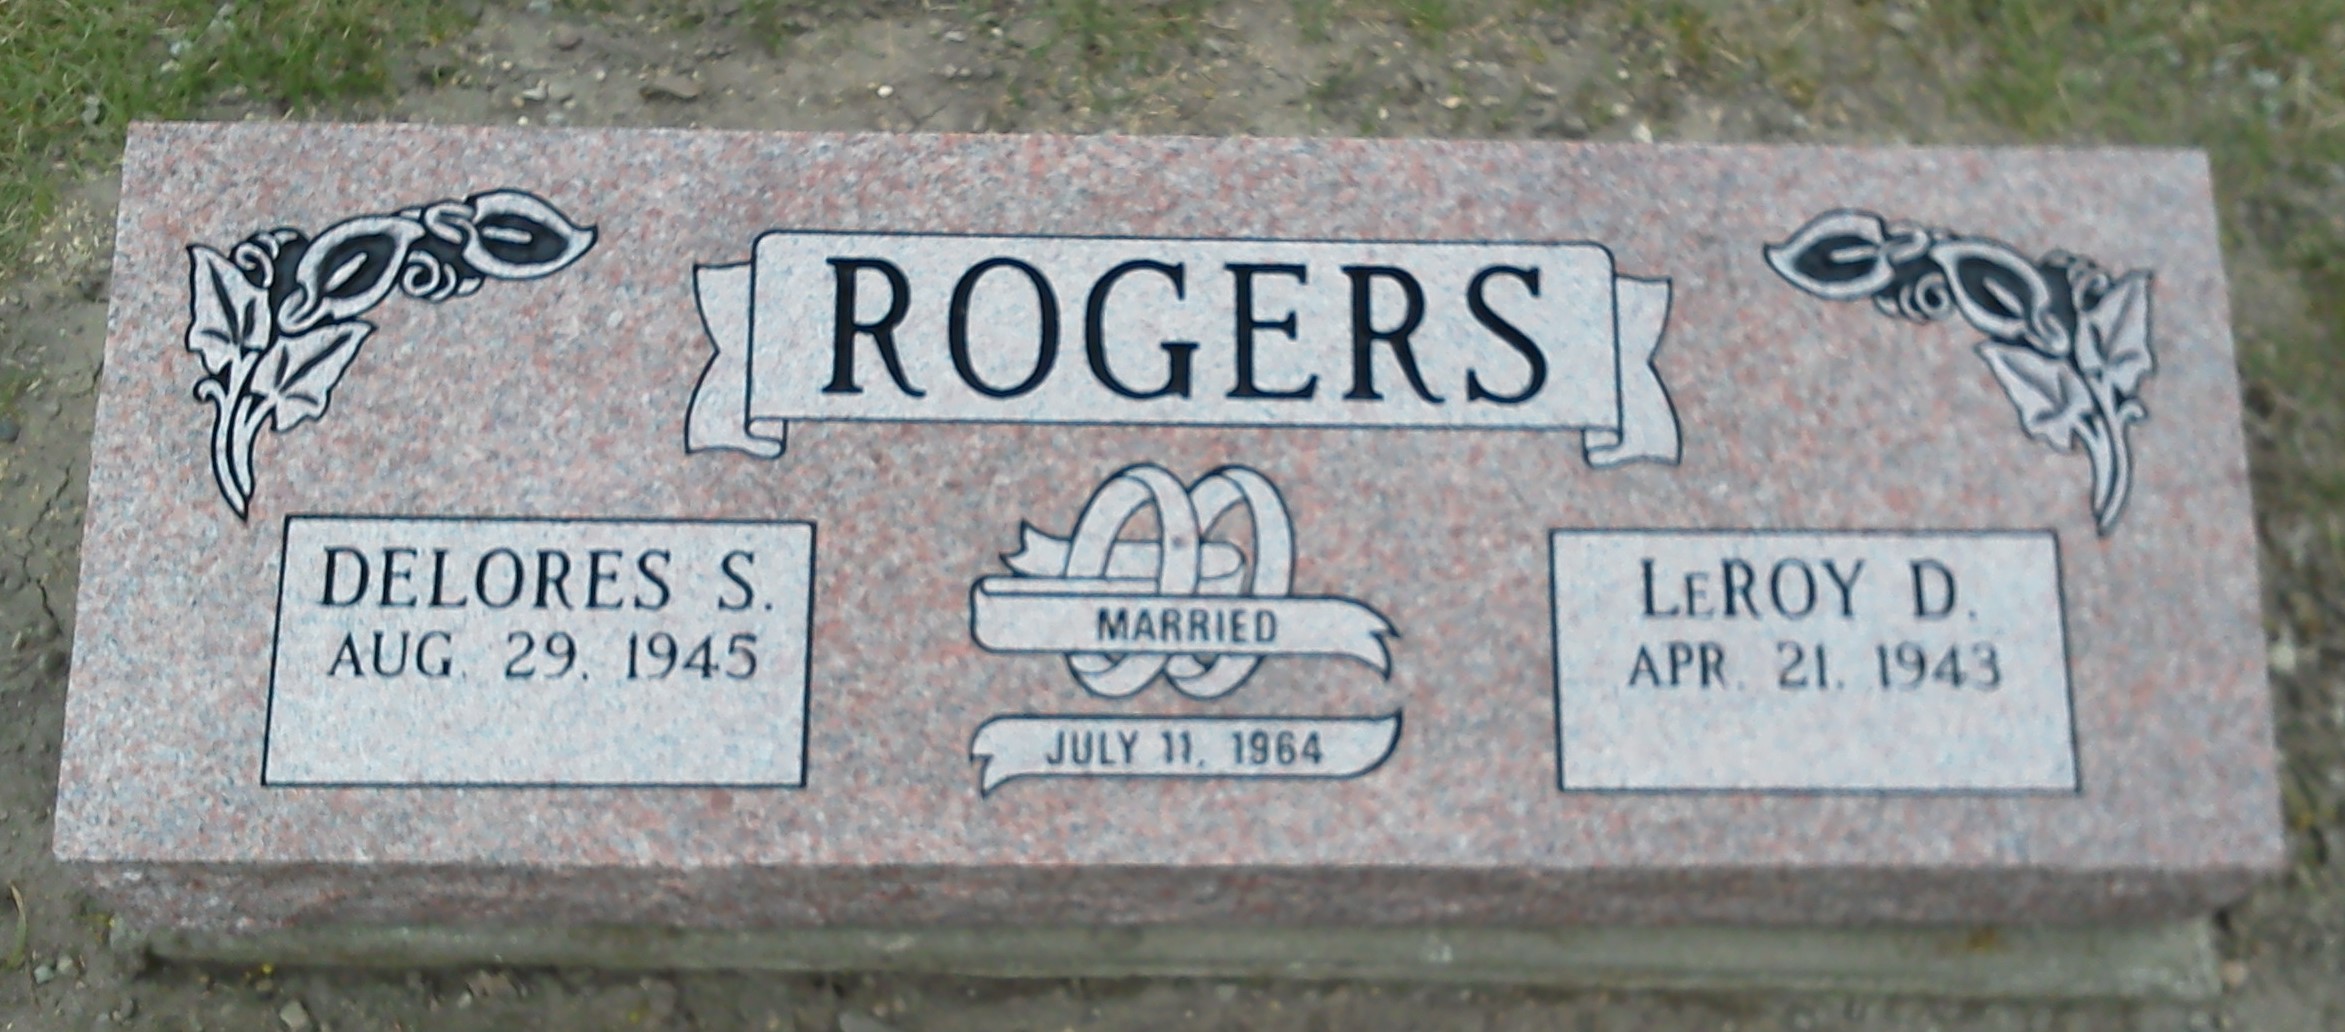 ROGERS
DELORES S.
AUG. 29. 1945
MARRIED
JULY 11, 1964
LeROY D.
APR. 21. 1943